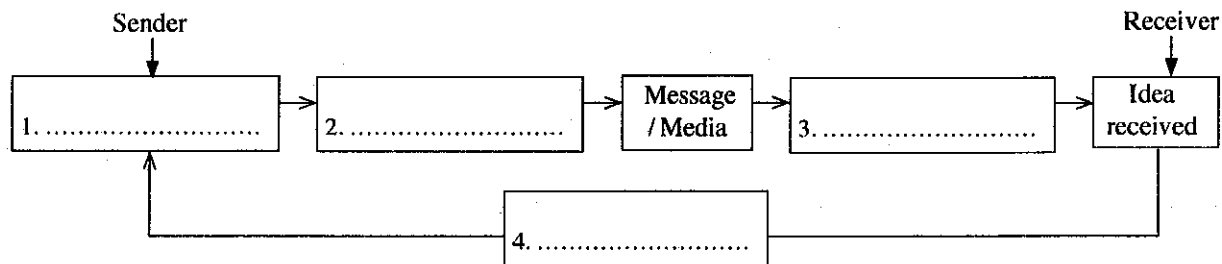 Sender
Receiver
1. ..............................
2. ..............................
Message
/ Media
3. ..............................
Idea
received
4. ..........................